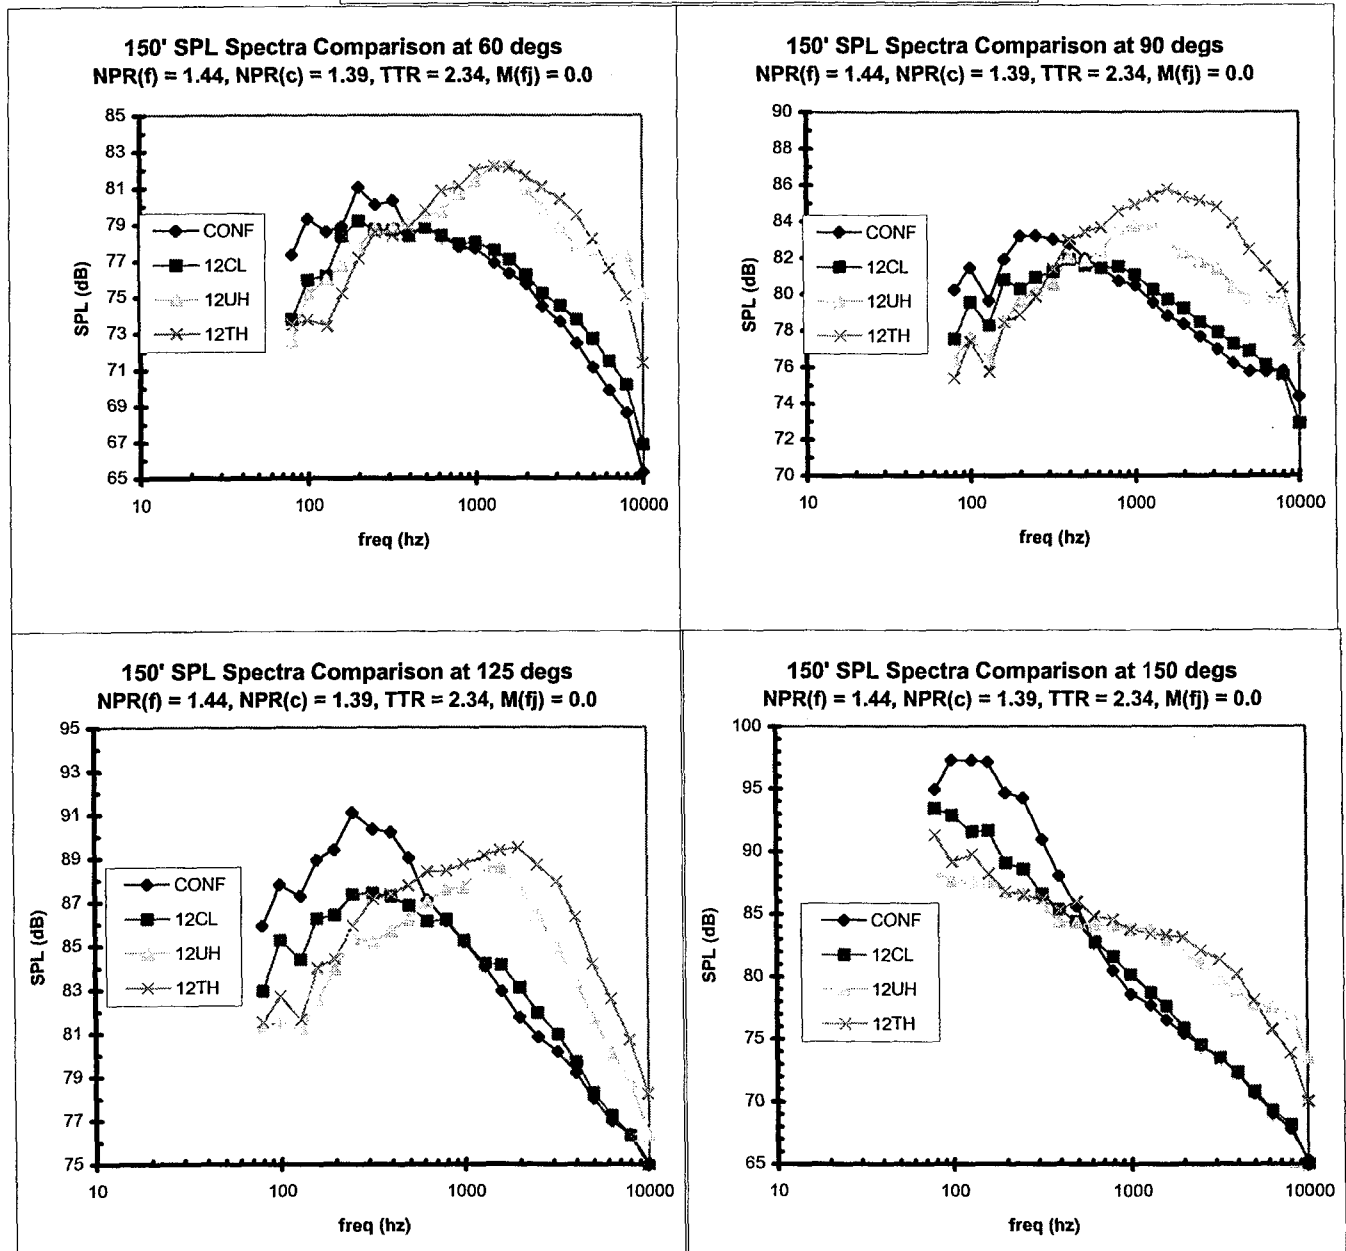 150' SPL Spectra Comparison at 60 degs
NPR(f) = 1.44, NPR(c) = 1.39, TTR = 2.34, M(fj) = 0.0
85
83
81
79
77
75
73
71
69
67
65
SPL (dB)
CONF
12CL
12UH
12TH
10
100
1000
10000
freq (hz)
150' SPL Spectra Comparison at 90 degs
NPR(f) = 1.44, NPR(c) = 1.39, TTR = 2.34, M(fj) = 0.0
90
88
86
84
82
80
78
76
74
72
70
SPL (dB)
CONF
12CL
12UH
12TH
10
100
1000
10000
freq (hz)
150' SPL Spectra Comparison at 125 degs
NPR(f) = 1.44, NPR(c) = 1.39, TTR = 2.34, M(fj) = 0.0
95
93
91
89
87
85
83
81
79
77
75
SPL (dB)
CONF
12CL
12UH
12TH
10
100
1000
10000
freq (hz)
150' SPL Spectra Comparison at 150 degs
NPR(f) = 1.44, NPR(c) = 1.39, TTR = 2.34, M(fj) = 0.0
100
95
90
85
80
75
70
65
SPL (dB)
CONF
12CL
12UH
12TH
10
100
1000
10000
freq (hz)